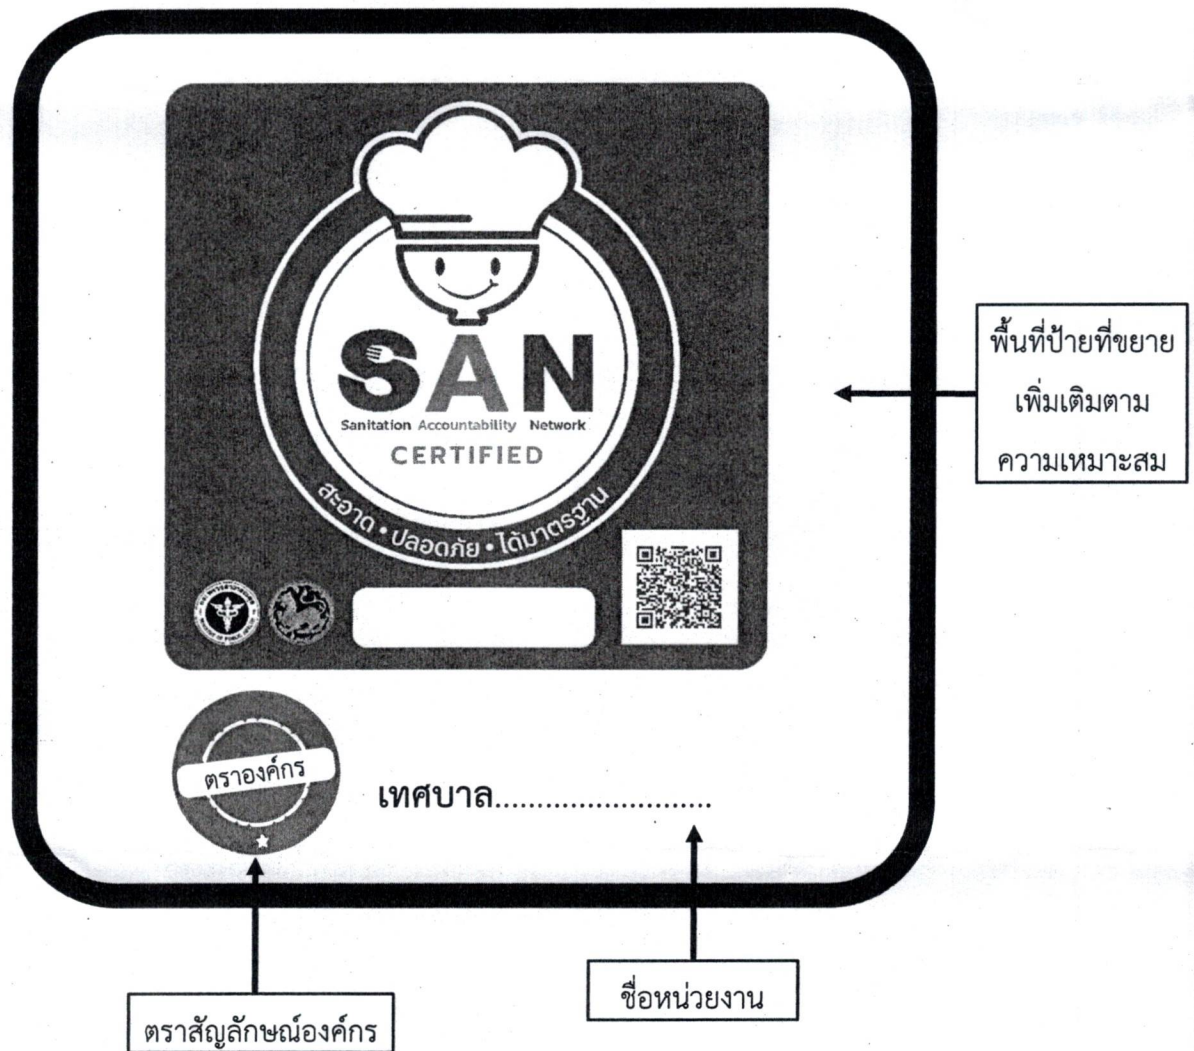 SAN
Sanitation Accountability Network
CERTIFIED
สะอาด • ปลอดภัย • ได้มาตรฐาน
พื้นที่ป้ายที่ขยาย
เพิ่มเติมตาม
ความเหมาะสม
ตราองค์กร
เทศบาล..........................
ชื่อหน่วยงาน
ตราสัญลักษณ์องค์กร